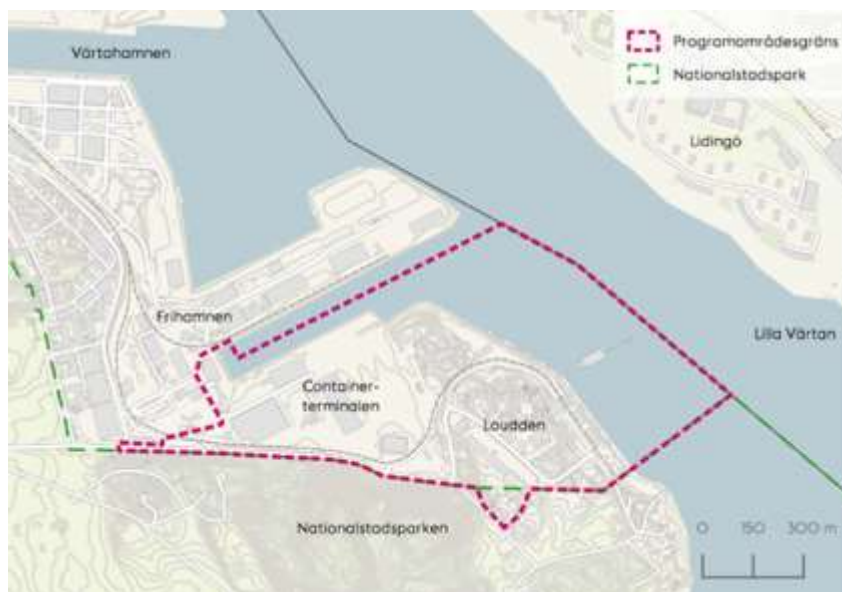 Värtahamnen
Programområdesgräns
Nationalstadspark
Lidingö
Frihamnen
Lilla Värtan
Container-
terminalen
Loudden
Nationalstadsparken
0 150 300 m